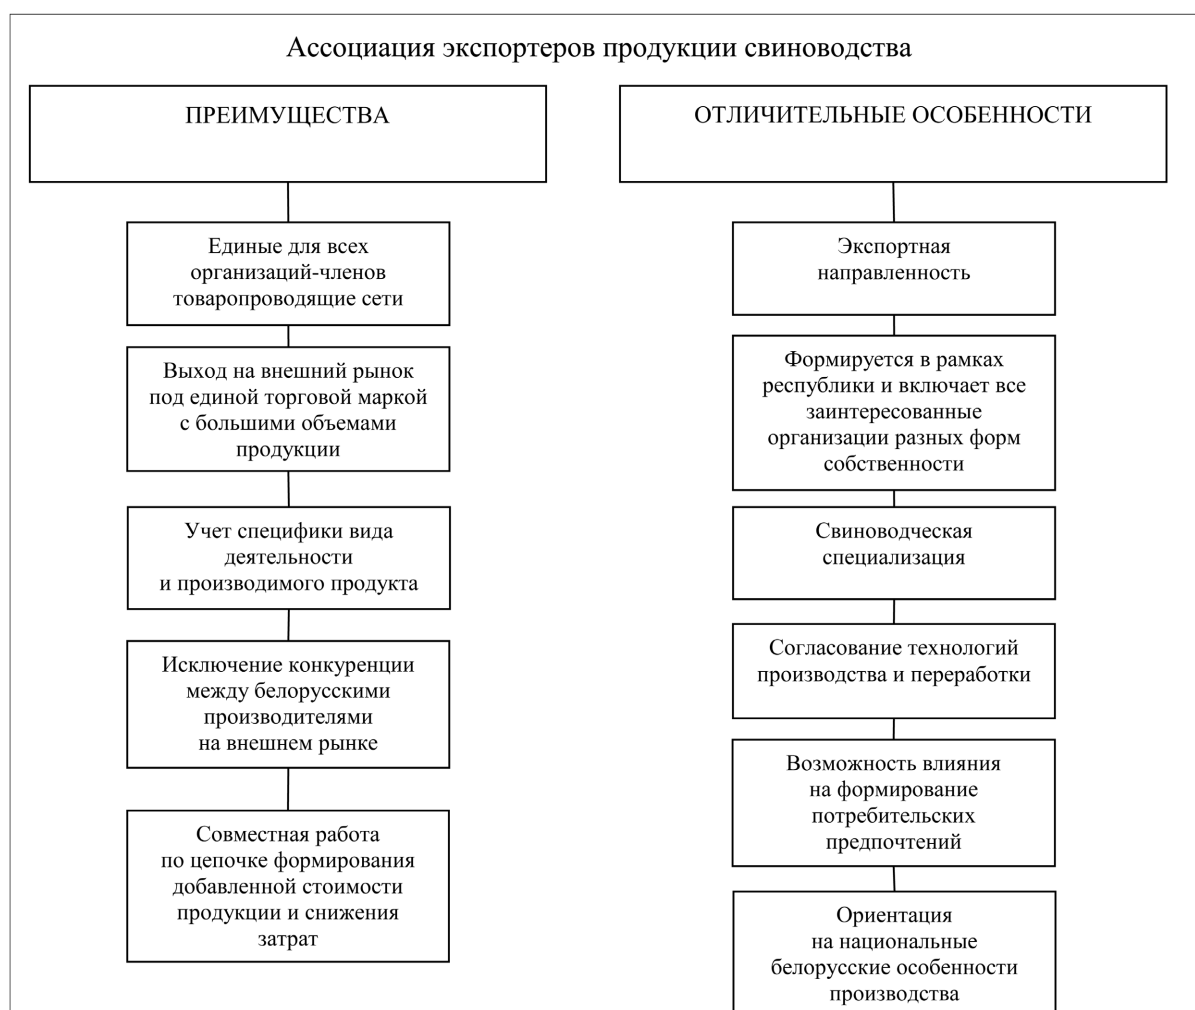 Ассоциация экспортеров продукции свиноводства
ПРЕИМУЩЕСТВА
Единые для всех
организаций-членов
товаропроводящие сети
Выход на внешний рынок
под единой торговой маркой
с большими объемами
продукции
Учет специфики вида
деятельности
и производимого продукта
Исключение конкуренции
между белорусскими
производителями
на внешнем рынке
Совместная работа
по цепочке формирования
добавленной стоимости
продукции и снижения
затрат
ОТЛИЧИТЕЛЬНЫЕ ОСОБЕННОСТИ
Экспортная
направленность
Формируется в рамках
республики и включает все
заинтересованные
организации разных форм
собственности
Свиноводческая
специализация
Согласование технологий
производства и переработки
Возможность влияния
на формирование
потребительских
предпочтений
Ориентация
на национальные
белорусские особенности
производства